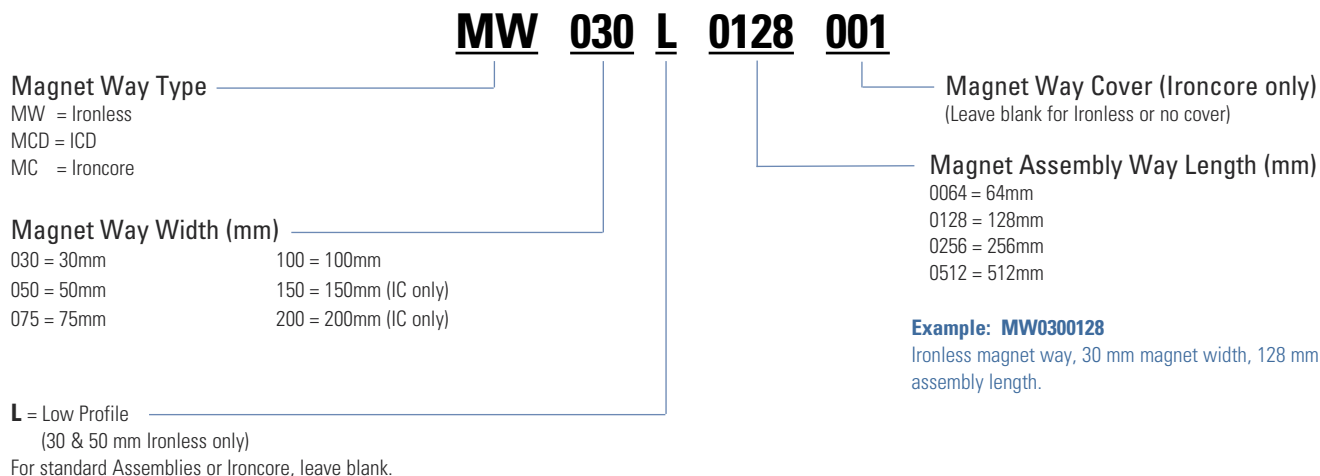 MW 030 L 0128 001
Magnet Way Type
MW = Ironless
MCD = ICD
MC = Ironcore
Magnet Way Width (mm)
030 = 30mm 100 = 100mm
050 = 50mm 150 = 150mm (IC only)
075 = 75mm 200 = 200mm (IC only)
L = Low Profile
(30 & 50 mm Ironless only)
For standard Assemblies or Ironcore, leave blank.
Magnet Way Cover (Ironcore only)
(Leave blank for Ironless or no cover)
Magnet Assembly Way Length (mm)
0064 = 64mm
0128 = 128mm
0256 = 256mm
0512 = 512mm
Example: MW0300128
Ironless magnet way, 30 mm magnet width, 128 mm
assembly length.